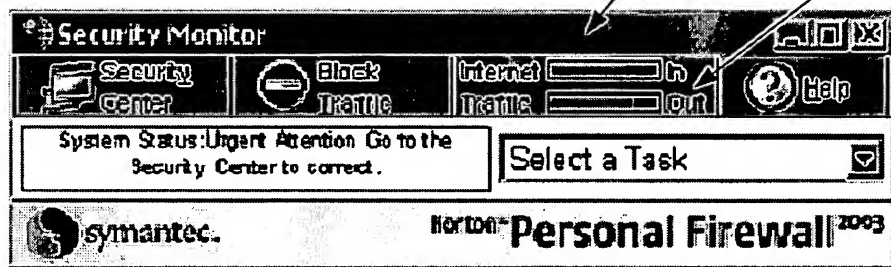 Security Monitor
Security Center
Block Traffic
Internet Traffic
In
Out
Help
System Status:Urgent Attention Go to the
Security Center to correct.
Select a Task
symantec.
Norton™ Personal Firewall 2003